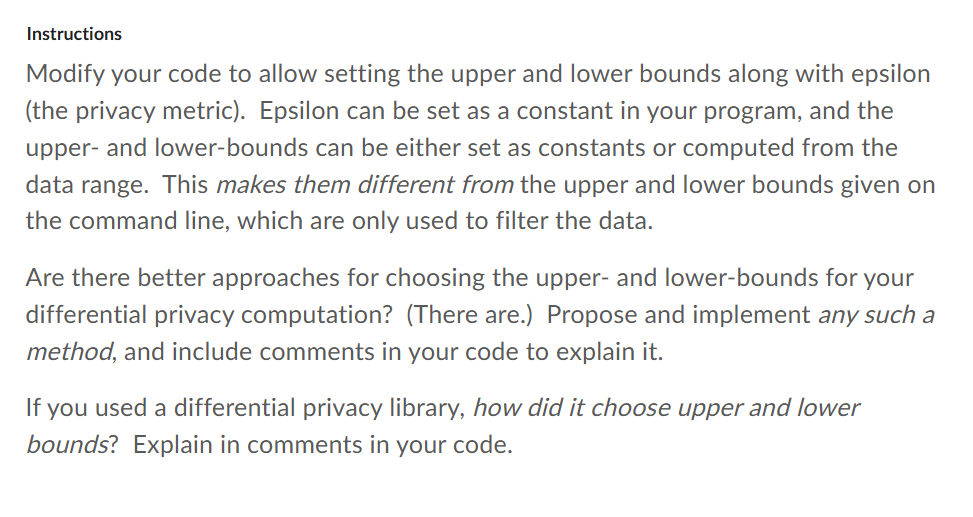 Instructions
Modify your code to allow setting the upper and lower bounds along with epsilon
(the privacy metric).  Epsilon can be set as a constant in your program, and the
upper- and lower-bounds can be either set as constants or computed from the
data range.  This makes them different from the upper and lower bounds given on
the command line, which are only used to filter the data.
Are there better approaches for choosing the upper- and lower-bounds for your
differential privacy computation?  (There are.)  Propose and implement any such a
method, and include comments in your code to explain it.
If you used a differential privacy library, how did it choose upper and lower
bounds?  Explain in comments in your code.